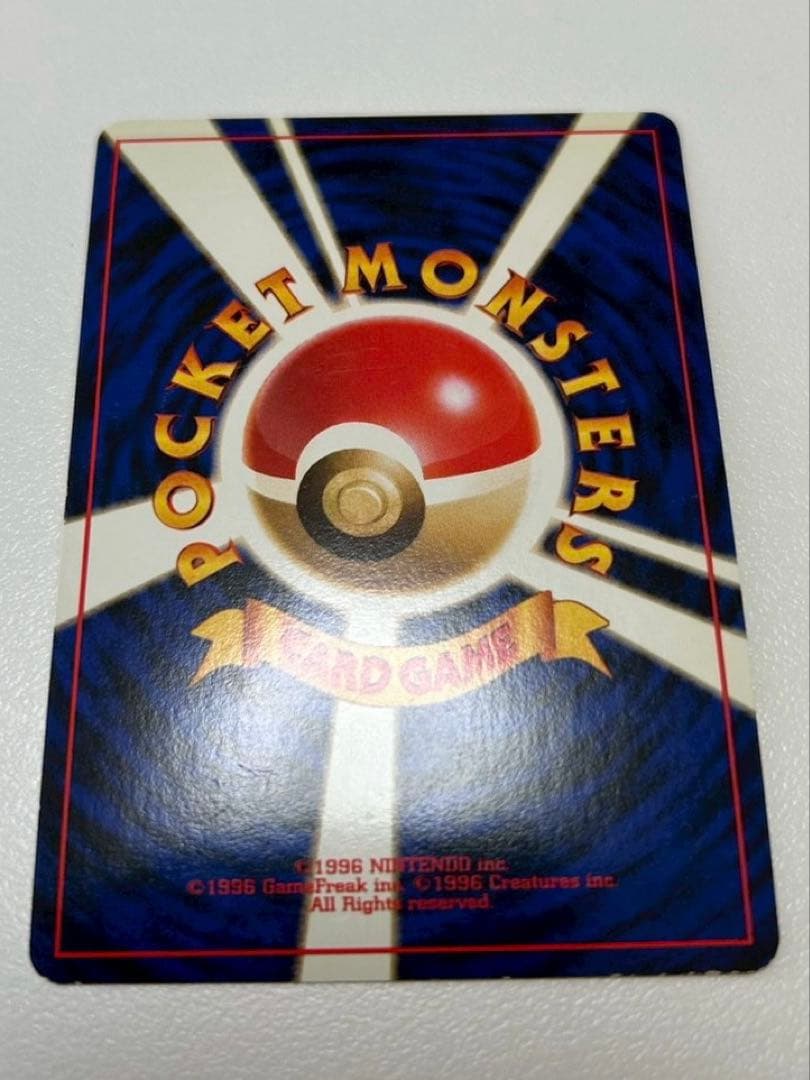 POCKET MONSTERS
CARD GAME
©1996 NINTENDO inc.
©1996 GameFreak inc. ©1996 Creatures inc.
All Rights reserved.